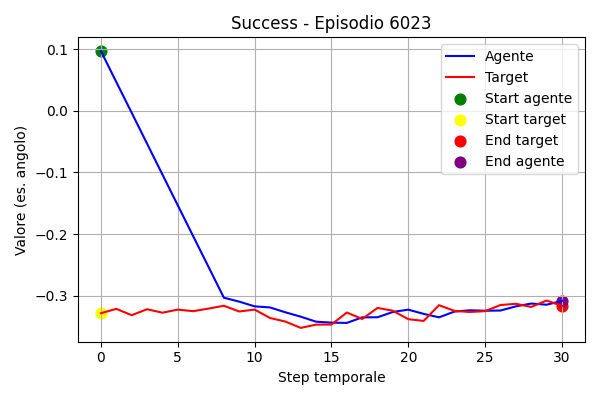 Success - Episodio 6023
Valore (es. angolo)
0.1
0.0
−0.1
−0.2
−0.3
Agente
Target
Start agente
Start target
End target
End agente
0 5 10 15 20 25 30
Step temporale